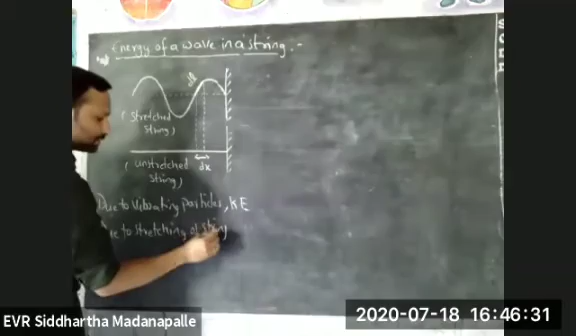 Energy of a wave in a string :-
(stretched
string)
(unstretched
string)
dx
Due to vibrating particles, KE
Due to stretching of string
EVR Siddhartha Madanapalle
2020-07-18 16:46:31